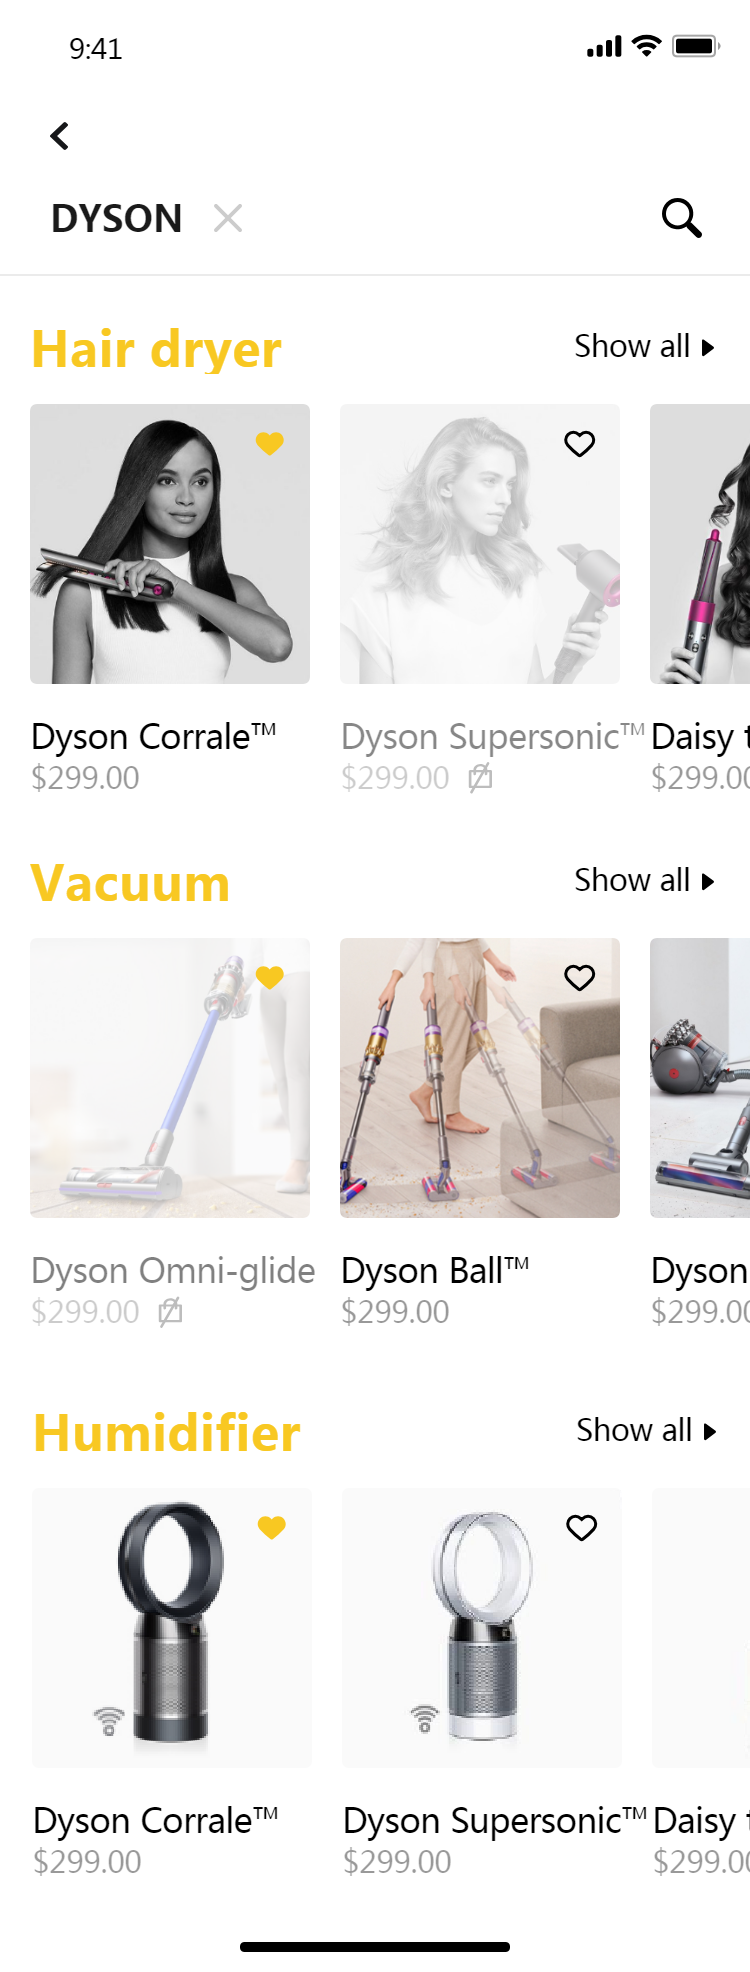 9:41
DYSON
Hair dryer
Show all
Dyson Corrale™
Dyson Supersonic™
Daisy
$299.00
$299.00
$299.00
Vacuum
Show all
Dyson Omni-glide
Dyson Ball™
Dyson
$299.00
$299.00
$299.00
Humidifier
Show all
Dyson Corrale™
Dyson Supersonic™
Daisy
$299.00
$299.00
$299.00